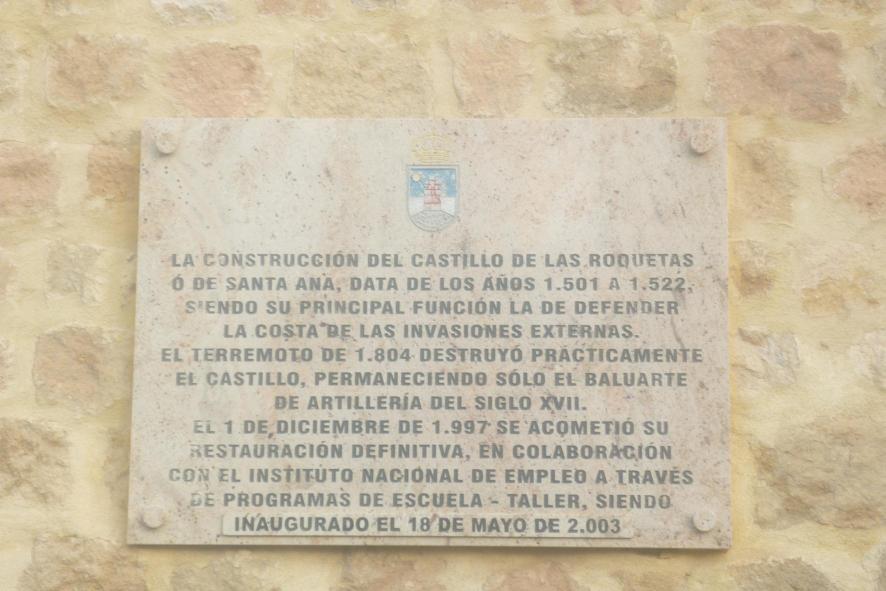 LA CONSTRUCCIÓN DEL CASTILLO DE LAS ROQUETAS
Ó DE SANTA ANA, DATA DE LOS AÑOS 1.501 A 1.522,
SIENDO SU PRINCIPAL FUNCIÓN LA DE DEFENDER
LA COSTA DE LAS INVASIONES EXTERNAS.
EL TERREMOTO DE 1.804 DESTRUYÓ PRÁCTICAMENTE
EL CASTILLO, PERMANECIENDO SÓLO EL BALUARTE
DE ARTILLERÍA DEL SIGLO XVII.
EL 1 DE DICIEMBRE DE 1.997 SE ACOMETIÓ SU
RESTAURACIÓN DEFINITIVA, EN COLABORACIÓN
CON EL INSTITUTO NACIONAL DE EMPLEO A TRAVÉS
DE PROGRAMAS DE ESCUELA - TALLER, SIENDO
INAUGURADO EL 18 DE MAYO DE 2.003